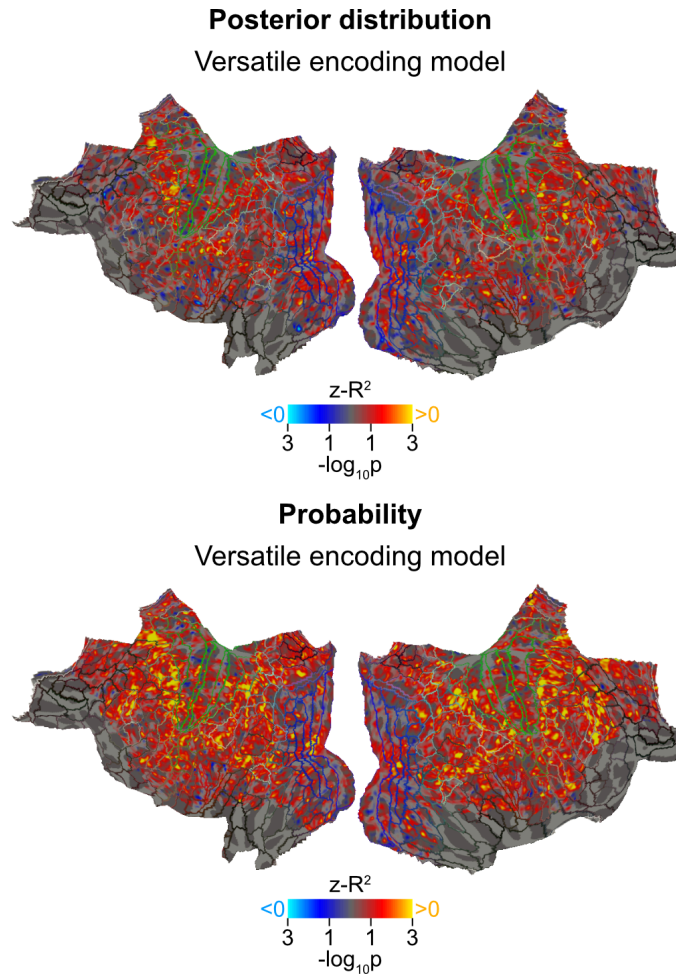 Posterior distribution
Versatile encoding model
z-R²
<0 >0
3 1 1 3
-log₁₀p
Probability
Versatile encoding model
z-R²
<0 >0
3 1 1 3
-log₁₀p